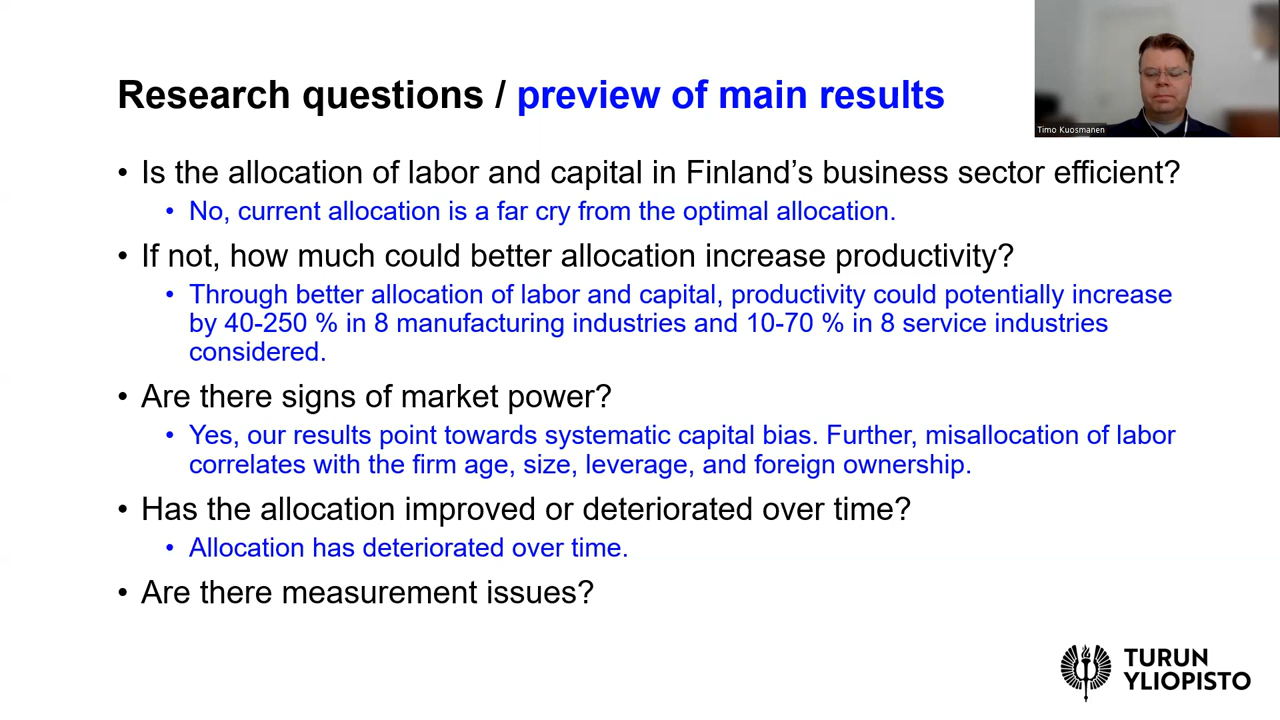 Research questions / preview of main results
Timo Kuosmanen
• Is the allocation of labor and capital in Finland’s business sector efficient?
• No, current allocation is a far cry from the optimal allocation.
• If not, how much could better allocation increase productivity?
• Through better allocation of labor and capital, productivity could potentially increase
by 40-250 % in 8 manufacturing industries and 10-70 % in 8 service industries
considered.
• Are there signs of market power?
• Yes, our results point towards systematic capital bias. Further, misallocation of labor
correlates with the firm age, size, leverage, and foreign ownership.
• Has the allocation improved or deteriorated over time?
• Allocation has deteriorated over time.
• Are there measurement issues?
TURUN
YLIOPISTO